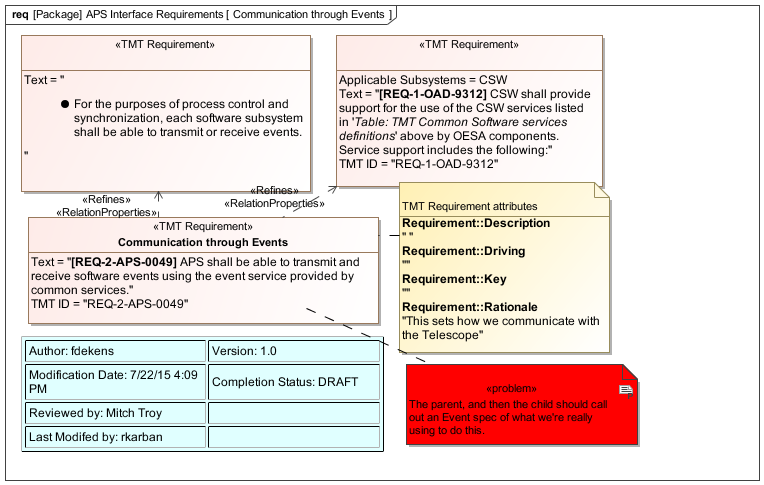 req [Package] APS Interface Requirements [ Communication through Events ]
«TMT Requirement»
Text = "
● For the purposes of process control and
synchronization, each software subsystem
shall be able to transmit or receive events.
"
«TMT Requirement»
Applicable Subsystems = CSW
Text = "[REQ-1-OAD-9312] CSW shall provide
support for the use of the CSW services listed
in 'Table: TMT Common Software services
definitions' above by OESA components.
Service support includes the following:"
TMT ID = "REQ-1-OAD-9312"
«Refines»
«RelationProperties»
«Refines»
«RelationProperties»
«TMT Requirement»
Communication through Events
Text = "[REQ-2-APS-0049] APS shall be able to transmit and
receive software events using the event service provided by
common services."
TMT ID = "REQ-2-APS-0049"
TMT Requirement attributes
Requirement::Description
" "
Requirement::Driving
""
Requirement::Key
""
Requirement::Rationale
"This sets how we communicate with
the Telescope"
Author: fdekens
Version: 1.0
Modification Date: 7/22/15 4:09
PM
Completion Status: DRAFT
Reviewed by: Mitch Troy
Last Modifed by: rkarban
«problem»
The parent, and then the child should call
out an Event spec of what we're really
using to do this.